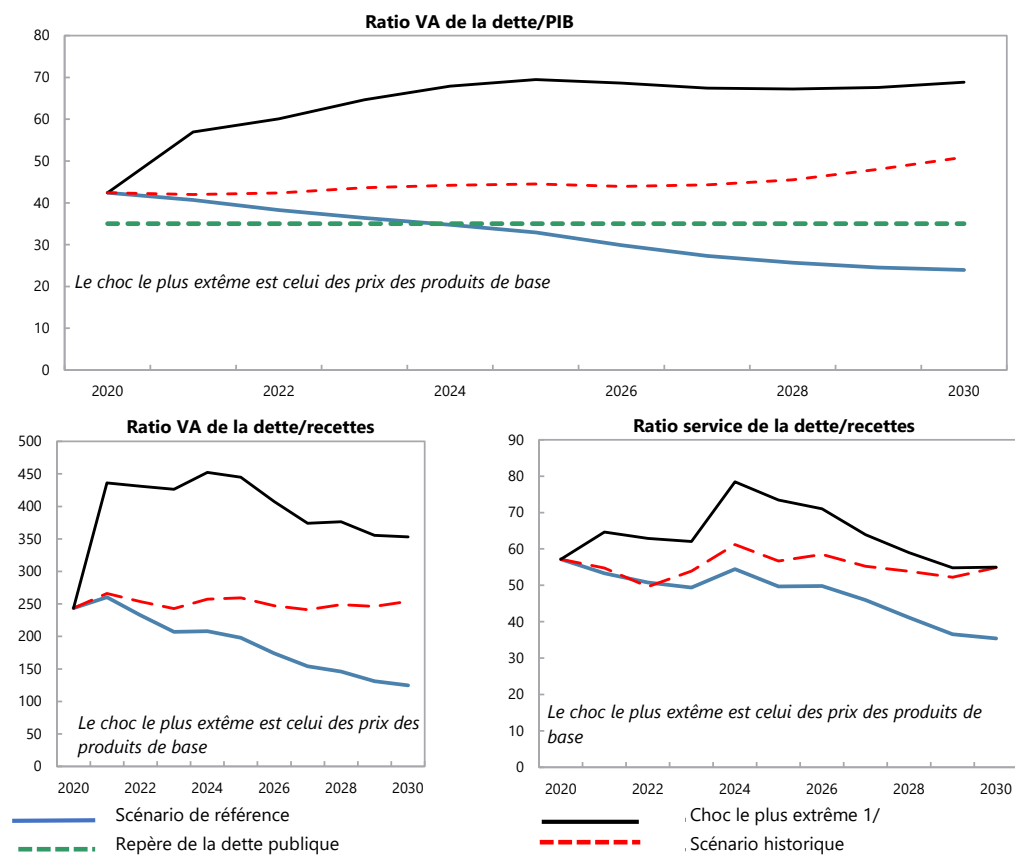 Ratio VA de la dette/PIB
80
70
60
50
40
30
20
10
0
Le choc le plus extême est celui des prix des produits de base
2020 2022 2024 2026 2028 2030
Ratio VA de la dette/recettes
500
450
400
350
300
250
200
150
100
50
0
Le choc le plus extême est celui des prix des
produits de base
2020 2022 2024 2026 2028 2030
Ratio service de la dette/recettes
90
80
70
60
50
40
30
20
10
0
Le choc le plus extême est celui des prix des produits de
base
2020 2022 2024 2026 2028 2030
Scénario de référence
Choc le plus extrême 1/
Repère de la dette publique
Scénario historique